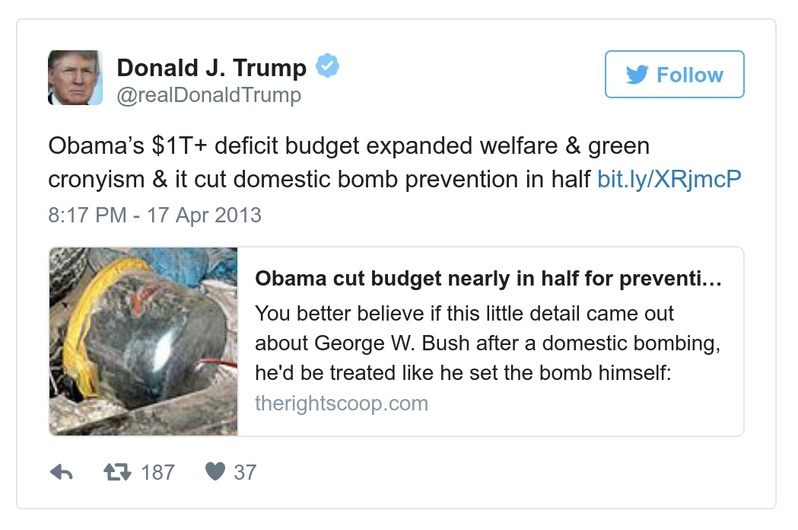 Donald J. Trump
@realDonaldTrump
Follow
Obama’s $1T+ deficit budget expanded welfare & green
cronyism & it cut domestic bomb prevention in half bit.ly/XRjmcP
8:17 PM - 17 Apr 2013
Obama cut budget nearly in half for preventi…
You better believe if this little detail came out
about George W. Bush after a domestic bombing,
he'd be treated like he set the bomb himself:
therightscoop.com
187 37